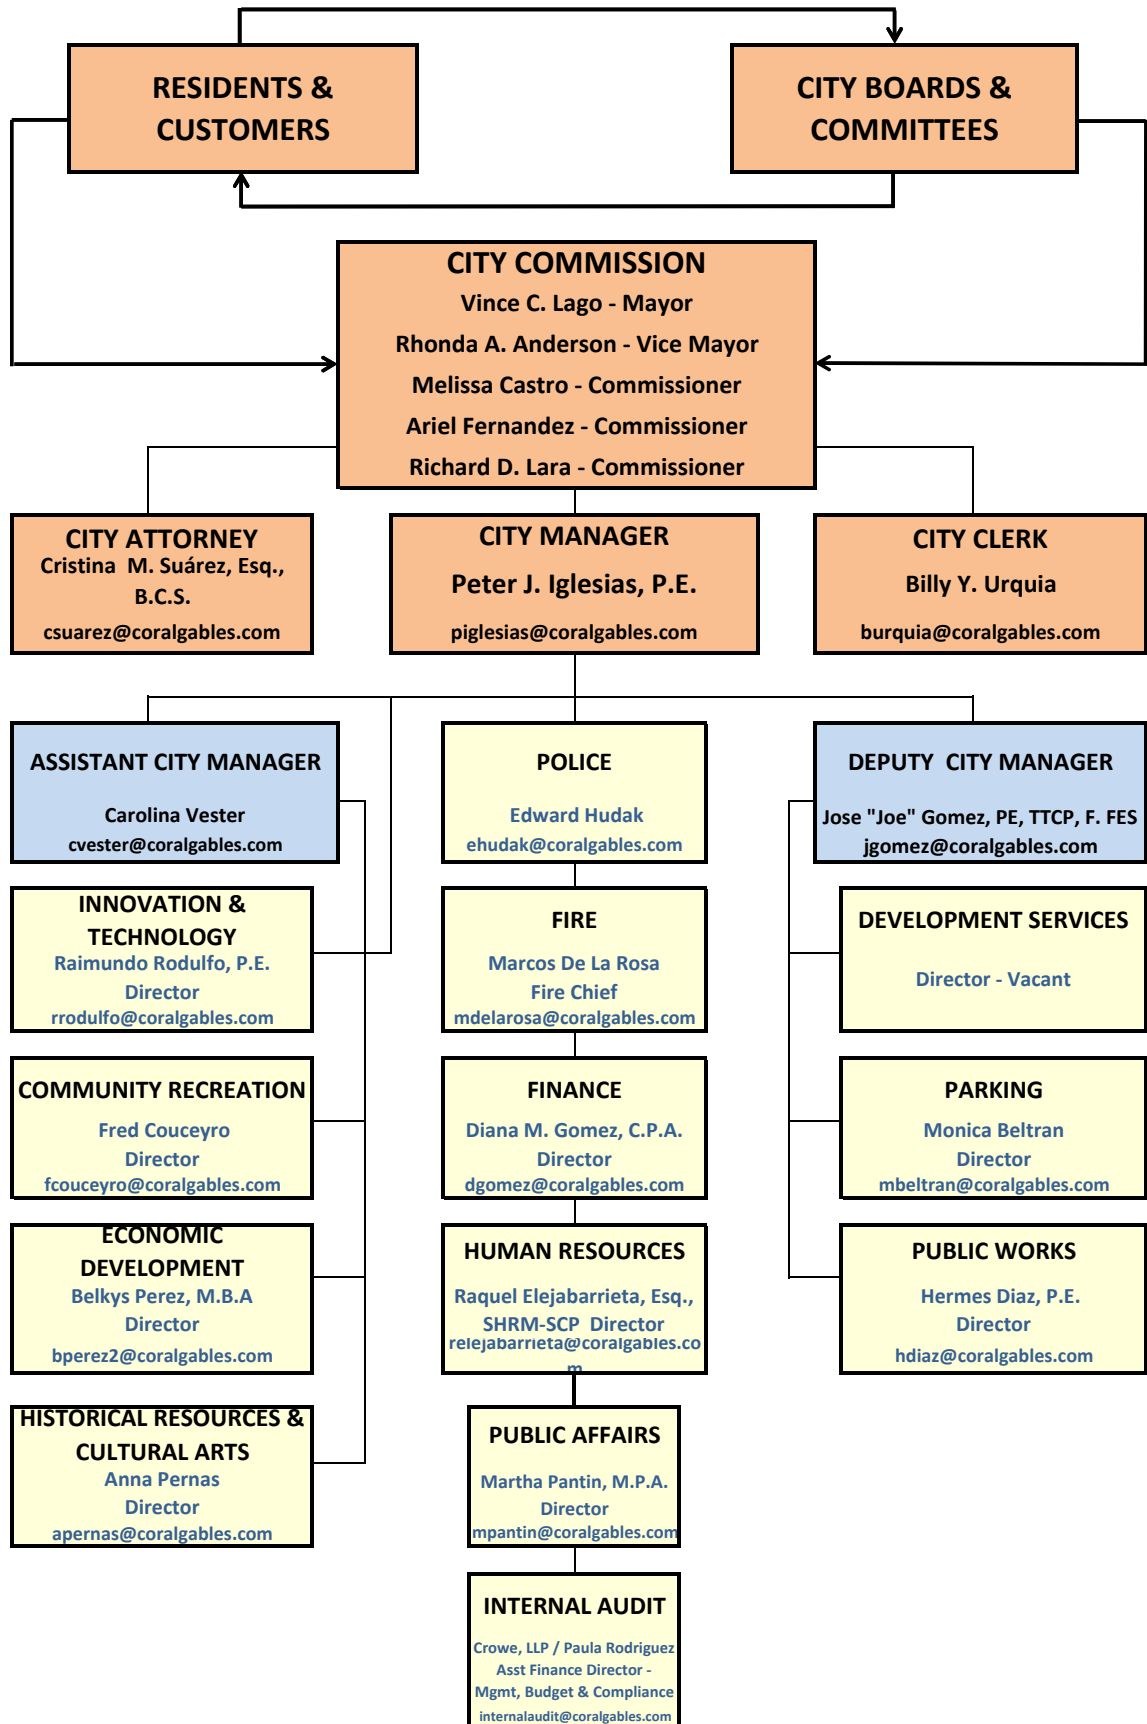 RESIDENTS &
CUSTOMERS
CITY BOARDS &
COMMITTEES
CITY COMMISSION
Vince C. Lago - Mayor
Rhonda A. Anderson - Vice Mayor
Melissa Castro - Commissioner
Ariel Fernandez - Commissioner
Richard D. Lara - Commissioner
CITY ATTORNEY
Cristina M. Suárez, Esq.,
B.C.S.
csuarez@coralgables.com
CITY MANAGER
Peter J. Iglesias, P.E.
piglesias@coralgables.com
CITY CLERK
Billy Y. Urquia
burquia@coralgables.com
ASSISTANT CITY MANAGER
Carolina Vester
cvester@coralgables.com
POLICE
Edward Hudak
ehudak@coralgables.com
DEPUTY CITY MANAGER
Jose "Joe" Gomez, PE, TTCP, F. FES
jgomez@coralgables.com
INNOVATION &
TECHNOLOGY
Raimundo Rodulfo, P.E.
Director
rrodulfo@coralgables.com
FIRE
Marcos De La Rosa
Fire Chief
mdelarosa@coralgables.com
DEVELOPMENT SERVICES
Director - Vacant
COMMUNITY RECREATION
Fred Couceyro
Director
fcouceyro@coralgables.com
FINANCE
Diana M. Gomez, C.P.A.
Director
dgomez@coralgables.com
PARKING
Monica Beltran
Director
mbeltran@coralgables.com
ECONOMIC
DEVELOPMENT
Belkys Perez, M.B.A
Director
bperez2@coralgables.com
HUMAN RESOURCES
Raquel Elejabarrieta, Esq.,
SHRM-SCP Director
relejabarrieta@coralgables.co
m
PUBLIC WORKS
Hermes Diaz, P.E.
Director
hdiaz@coralgables.com
HISTORICAL RESOURCES &
CULTURAL ARTS
Anna Pernas
Director
apernas@coralgables.com
PUBLIC AFFAIRS
Martha Pantin, M.P.A.
Director
mpantin@coralgables.com
INTERNAL AUDIT
Crowe, LLP / Paula Rodriguez
Asst Finance Director -
Mgmt, Budget & Compliance
internalaudit@coralgables.com